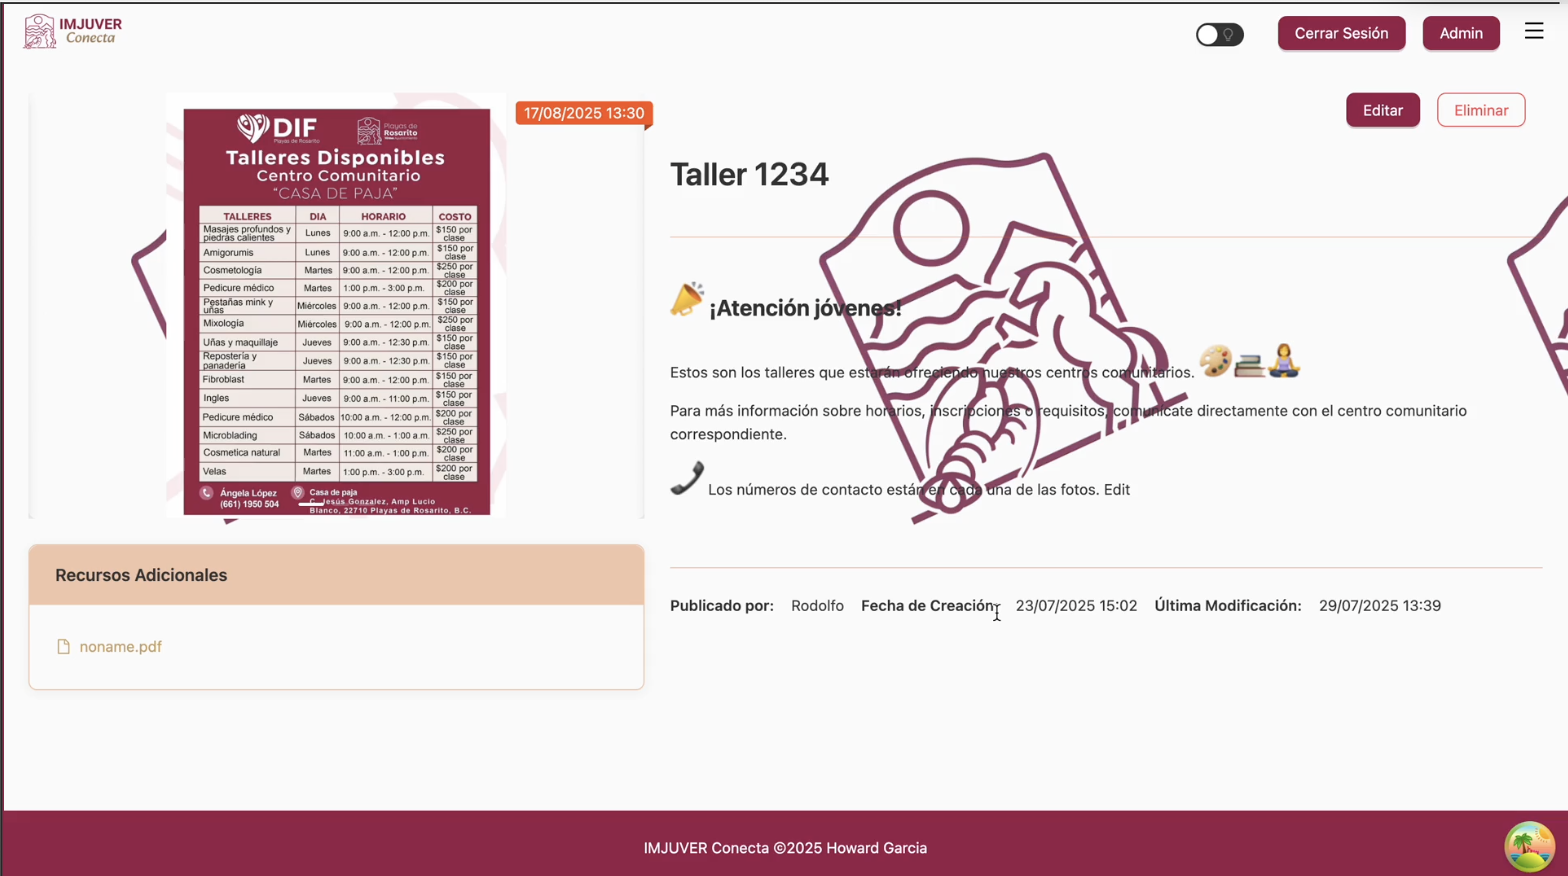 IMJUVER
Conecta
Cerrar Sesión
Admin
DIF
Playas de Rosarito
Playas de
Rosarito
Talleres Disponibles
Centro Comunitario
“CASA DE PAJA”
TALLERES DIA HORARIO COSTO
Masajes profundos y piedras calientes Lunes 9:00 a.m. - 12:00 p.m. $150 por clase
Amigorumis Lunes 9:00 a.m. - 12:00 p.m. $150 por clase
Cosmetología Martes 9:00 a.m. - 12:00 p.m. $250 por clase
Pedicure médico Martes 1:00 p.m. - 3:00 p.m. $200 por clase
Pestañas mink y uñas Miércoles 9:00 a.m. - 12:00 p.m. $150 por clase
Mixología Miércoles 9:00 a.m. - 12:00 p.m. $250 por clase
Uñas y maquillaje Jueves 9:00 a.m. - 12:30 p.m. $150 por clase
Repostería y panadería Jueves 9:00 a.m. - 12:30 p.m. $150 por clase
Fibroblast Martes 9:00 a.m. - 12:00 p.m. $150 por clase
Ingles Jueves 9:00 a.m. - 11:00 p.m. $150 por clase
Pedicure médico Sábados 10:00 a.m. - 12:00 p.m. $200 por clase
Microblading Sábados 10:00 a.m. - 1:00 a.m. $250 por clase
Cosmetica natural Martes 11:00 a.m. - 1:00 p.m. $200 por clase
Velas Martes 1:00 p.m. - 3:00 p.m. $200 por clase
Ángela López
(661) 1950 504
Casa de paja
C. Jesús Gonzalez, Amp Lucio
Blanco, 22710 Playas de Rosarito, B.C.
17/08/2025 13:30
Editar
Eliminar
Taller 1234
¡Atención jóvenes!
Estos son los talleres que estarán ofreciendo nuestros centros comunitarios.
Para más información sobre horarios, inscripciones o requisitos, comunícate directamente con el centro comunitario
correspondiente.
Los números de contacto están en cada una de las fotos. Edit
Recursos Adicionales
noname.pdf
Publicado por: Rodolfo Fecha de Creación: 23/07/2025 15:02 Última Modificación: 29/07/2025 13:39
IMJUVER Conecta ©2025 Howard Garcia